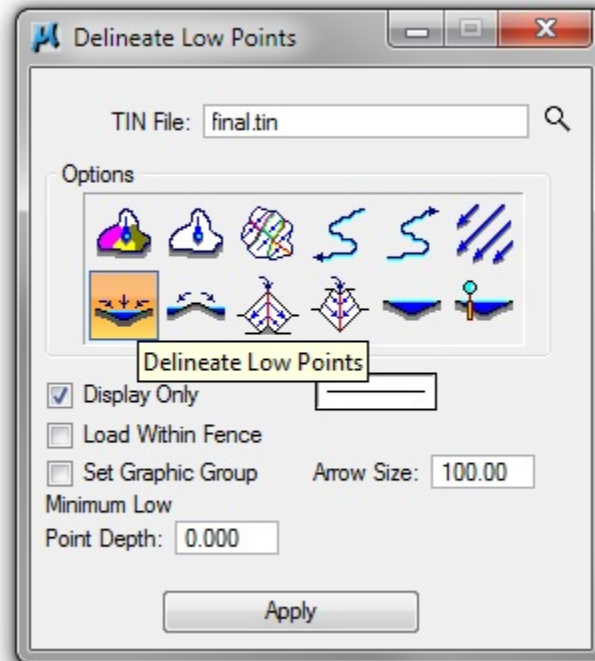 Delineate Low Points
TIN File: final.tin
Options
Delineate Low Points
Display Only
Load Within Fence
Set Graphic Group Arrow Size: 100.00
Minimum Low
Point Depth: 0.000
Apply